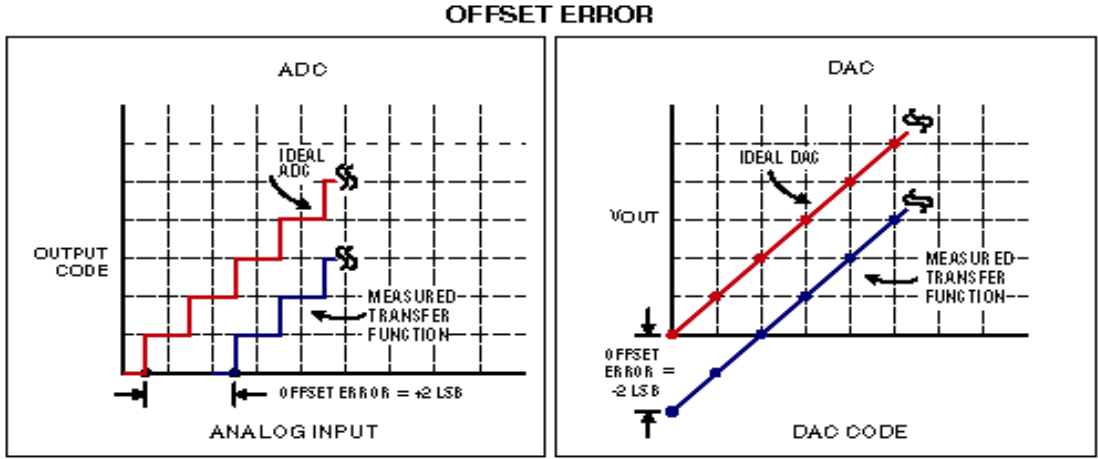 OFFSET ERROR
ADC
IDEAL
ADC
OUTPUT
CODE
MEASURED
TRANSFER
FUNCTION
OFFSET ERROR = +2 LSB
ANALOG INPUT
DAC
IDEAL DAC
VOUT
MEASURED
TRANSFER
FUNCTION
OFFSET
ERROR =
-2 LSB
DAC CODE